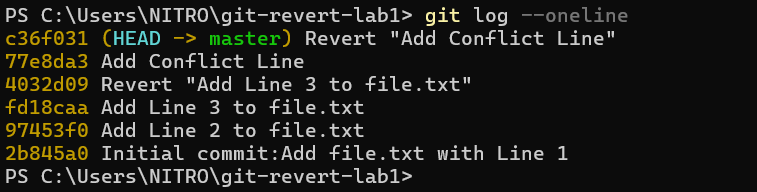 PS C:\Users\NITRO\git-revert-lab1> git log --oneline
c36f031 (HEAD -> master) Revert "Add Conflict Line"
77e8da3 Add Conflict Line
4032d09 Revert "Add Line 3 to file.txt"
fd18caa Add Line 3 to file.txt
97453f0 Add Line 2 to file.txt
2b845a0 Initial commit:Add file.txt with Line 1
PS C:\Users\NITRO\git-revert-lab1>